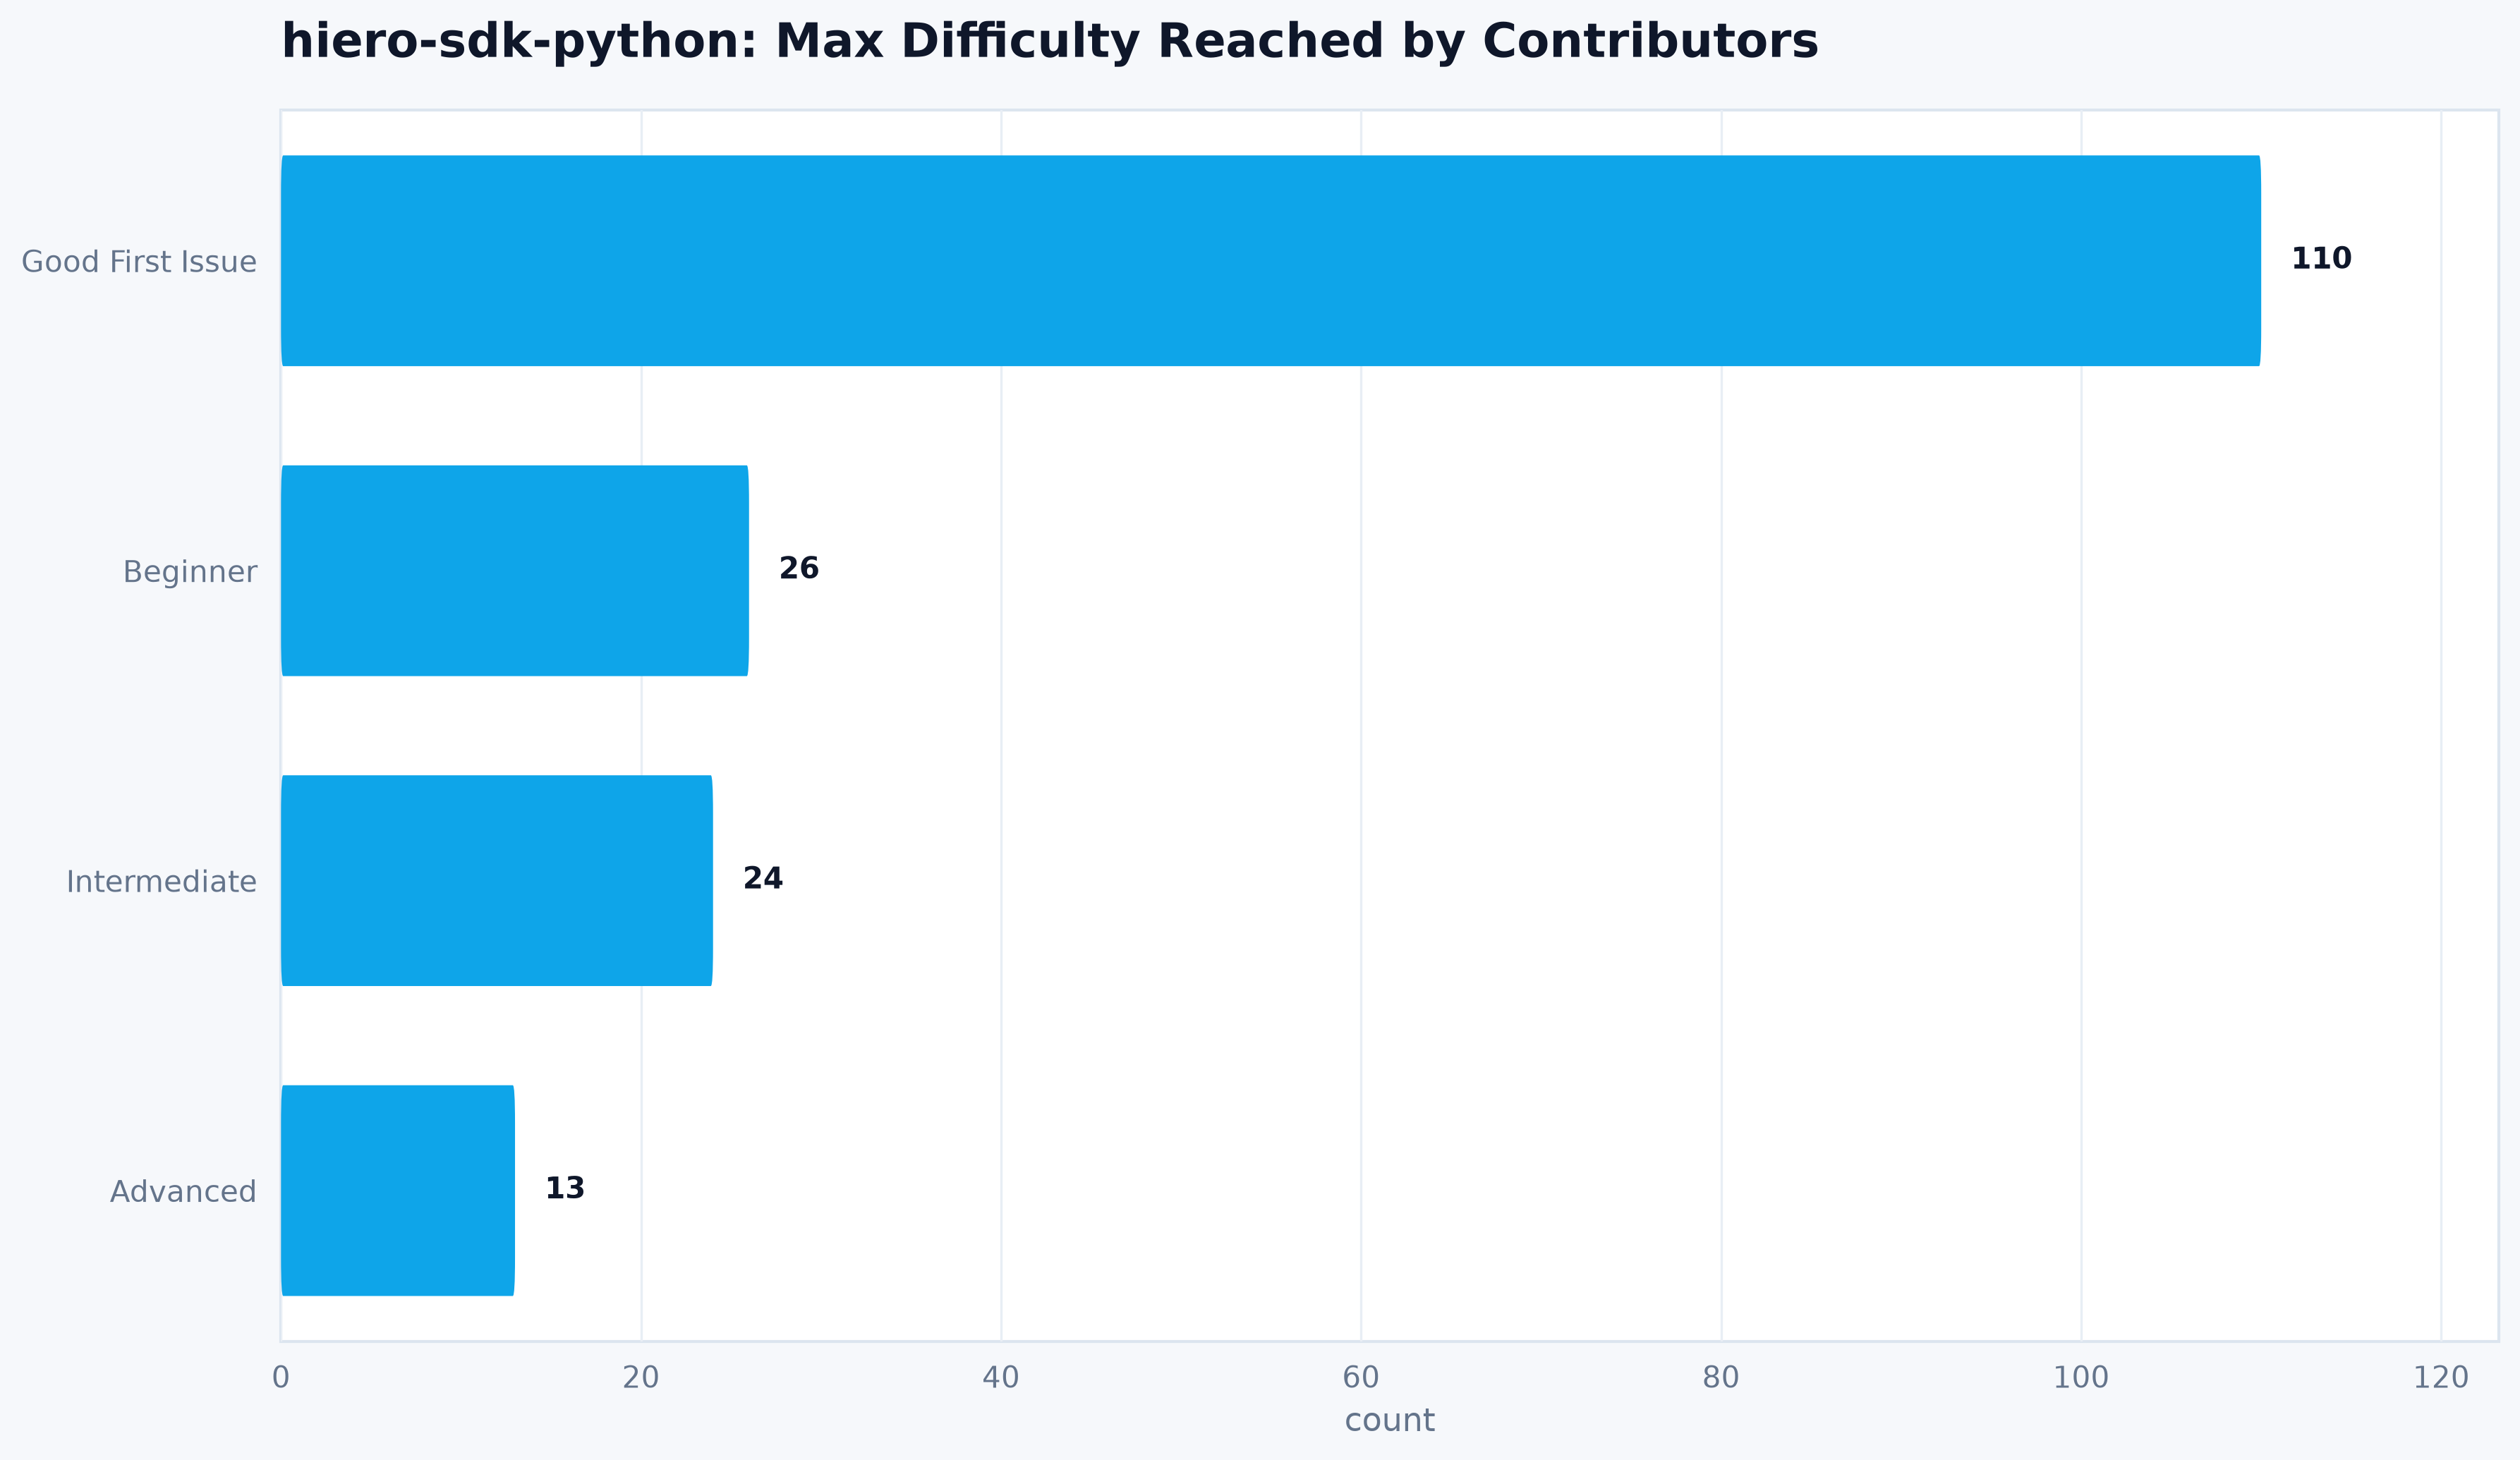 hiero-sdk-python: Max Difficulty Reached by Contributors
Good First Issue
110
Beginner
26
Intermediate
24
Advanced
13
0 20 40 60 80 100 120
count